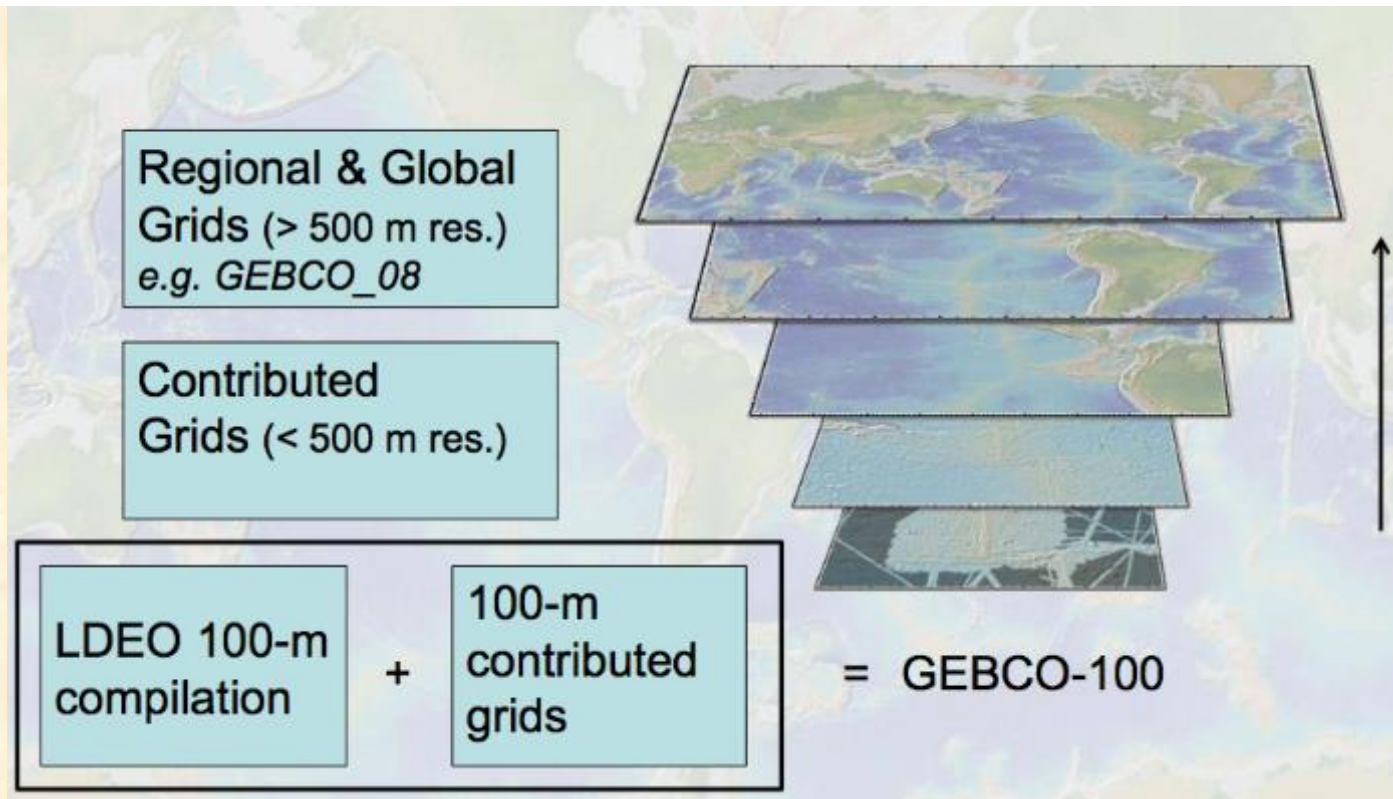 Regional & Global
Grids (> 500 m res.)
e.g. GEBCO_08
Contributed
Grids (< 500 m res.)
LDEO 100-m
compilation
+
100-m
contributed
grids
= GEBCO-100